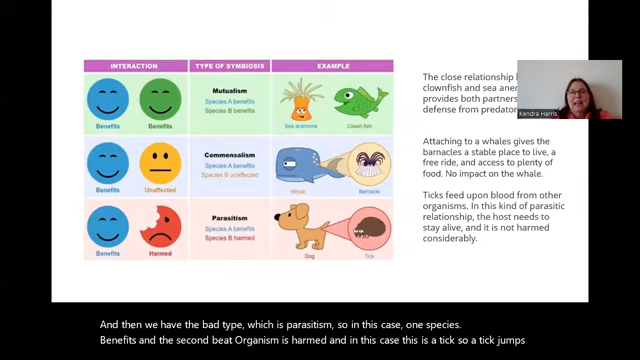 INTERACTION TYPE OF SYMBIOSIS EXAMPLE
Benefits Benefits
Mutualism
Species A benefits
Species B benefits
Sea anemone Clown fish
Benefits Unaffected
Commensalism
Species A benefits
Species B unaffected
Whale Barnacle
Benefits Harmed
Parasitism
Species A benefits
Species B harmed
Dog Tick
The close relationship
clownfish and sea
provides both partners
defense from predator
Kendra Harris
Attaching to a whales gives the
barnacles a stable place to live, a
free ride, and access to plenty of
food. No impact on the whale.
Ticks feed upon blood from other
organisms. In this kind of parasitic
relationship, the host needs to
stay alive, and it is not harmed
considerably.
And then we have the bad type, which is parasitism, so in this case, one species.
Benefits and the second beat Organism is harmed and in this case this is a tick so a tick jumps